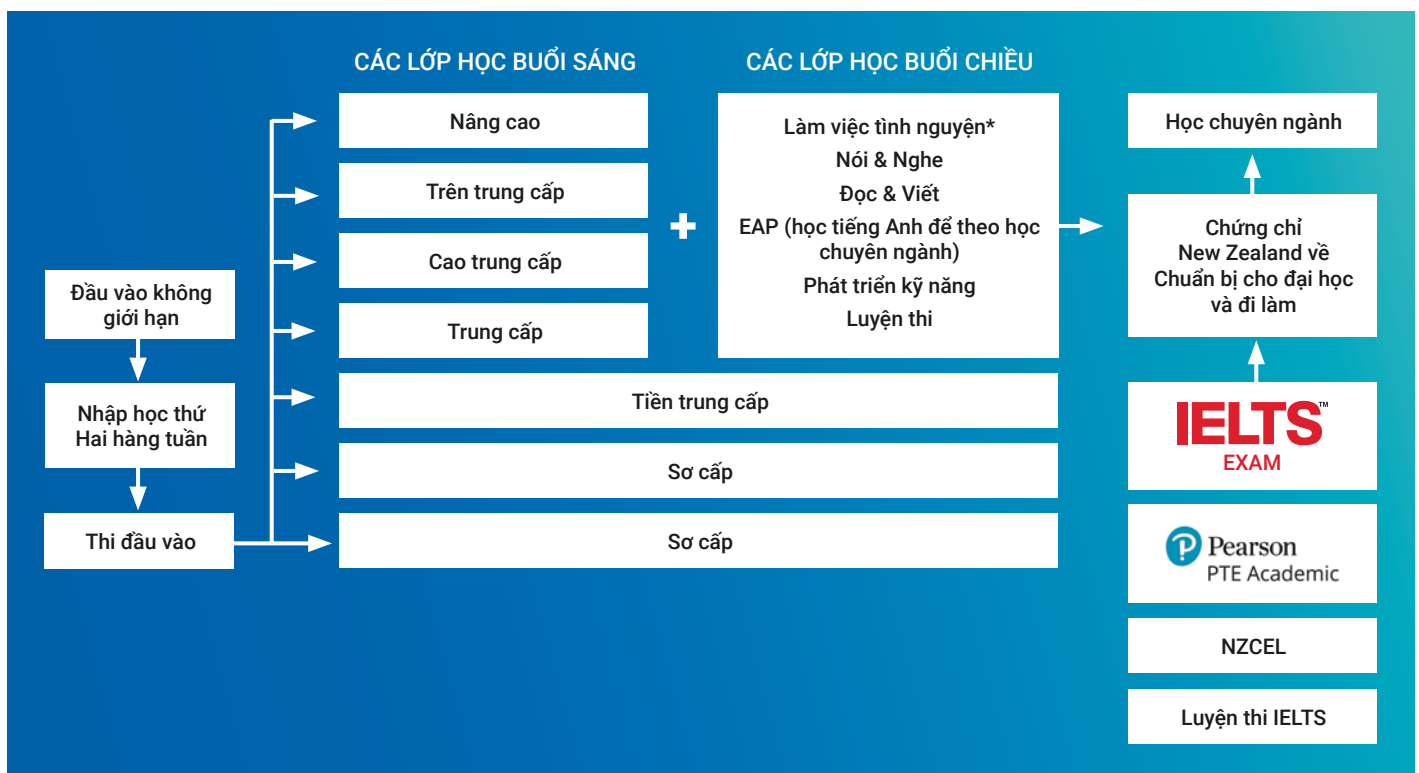 CÁC LỚP HỌC BUỔI SÁNG
CÁC LỚP HỌC BUỔI CHIỀU
Đầu vào không
giới hạn
Nhập học thứ
Hai hàng tuần
Thi đầu vào
Nâng cao
Trên trung cấp
Cao trung cấp
Trung cấp
Làm việc tình nguyện*
Nói & Nghe
Đọc & Viết
EAP (học tiếng Anh để theo học
chuyên ngành)
Phát triển kỹ năng
Luyện thi
Tiền trung cấp
Sơ cấp
Sơ cấp
Học chuyên ngành
Chứng chỉ
New Zealand về
Chuẩn bị cho đại học
và đi làm
IELTS™
EXAM
Pearson
PTE Academic
NZCEL
Luyện thi IELTS